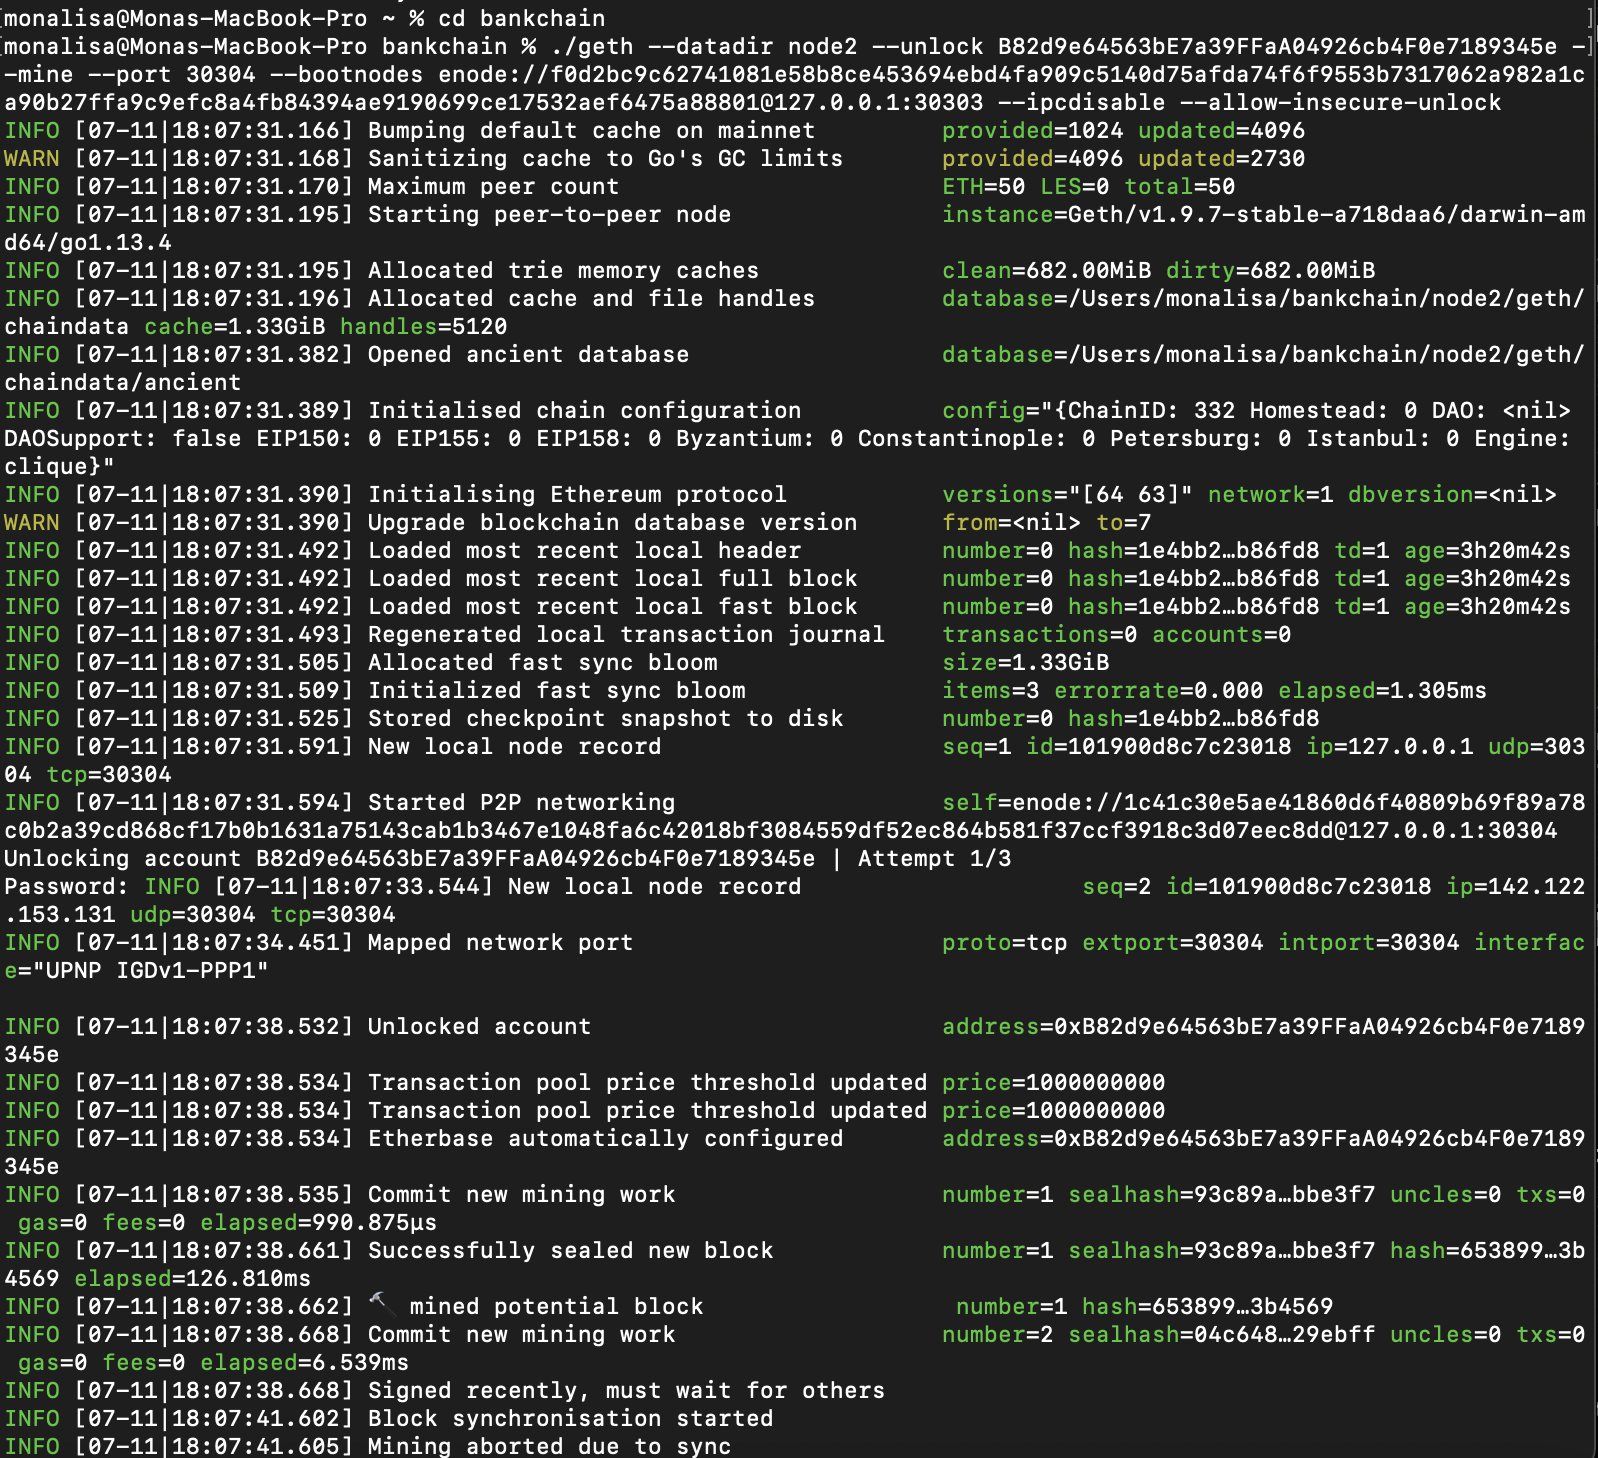 [monalisa@Monas-MacBook-Pro ~ % cd bankchain ]
[monalisa@Monas-MacBook-Pro bankchain % ./geth --datadir node2 --unlock B82d9e64563bE7a39FFaA04926cb4F0e7189345e -]
-mine --port 30304 --bootnodes enode://f0d2bc9c62741081e58b8ce453694ebd4fa909c5140d75afda74f6f9553b7317062a982a1c
a90b27ffa9c9efc8a4fb84394ae9190699ce17532aef6475a88801@127.0.0.1:30303 --ipcdisable --allow-insecure-unlock
INFO [07-11|18:07:31.166] Bumping default cache on mainnet         provided=1024 updated=4096
WARN [07-11|18:07:31.168] Sanitizing cache to Go's GC limits       provided=4096 updated=2730
INFO [07-11|18:07:31.170] Maximum peer count                       ETH=50 LES=0 total=50
INFO [07-11|18:07:31.195] Starting peer-to-peer node               instance=Geth/v1.9.7-stable-a718daa6/darwin-am
d64/go1.13.4
INFO [07-11|18:07:31.195] Allocated trie memory caches             clean=682.00MiB dirty=682.00MiB
INFO [07-11|18:07:31.196] Allocated cache and file handles         database=/Users/monalisa/bankchain/node2/geth/
chaindata cache=1.33GiB handles=5120
INFO [07-11|18:07:31.382] Opened ancient database                  database=/Users/monalisa/bankchain/node2/geth/
chaindata/ancient
INFO [07-11|18:07:31.389] Initialised chain configuration          config="{ChainID: 332 Homestead: 0 DAO: <nil>
DAOSupport: false EIP150: 0 EIP155: 0 EIP158: 0 Byzantium: 0 Constantinople: 0 Petersburg: 0 Istanbul: 0 Engine:
clique}"
INFO [07-11|18:07:31.390] Initialising Ethereum protocol           versions="[64 63]" network=1 dbversion=<nil>
WARN [07-11|18:07:31.390] Upgrade blockchain database version      from=<nil> to=7
INFO [07-11|18:07:31.492] Loaded most recent local header          number=0 hash=1e4bb2…b86fd8 td=1 age=3h20m42s
INFO [07-11|18:07:31.492] Loaded most recent local full block      number=0 hash=1e4bb2…b86fd8 td=1 age=3h20m42s
INFO [07-11|18:07:31.492] Loaded most recent local fast block      number=0 hash=1e4bb2…b86fd8 td=1 age=3h20m42s
INFO [07-11|18:07:31.493] Regenerated local transaction journal    transactions=0 accounts=0
INFO [07-11|18:07:31.505] Allocated fast sync bloom                size=1.33GiB
INFO [07-11|18:07:31.509] Initialized fast sync bloom              items=3 errorrate=0.000 elapsed=1.305ms
INFO [07-11|18:07:31.525] Stored checkpoint snapshot to disk       number=0 hash=1e4bb2…b86fd8
INFO [07-11|18:07:31.591] New local node record                    seq=1 id=101900d8c7c23018 ip=127.0.0.1 udp=303
04 tcp=30304
INFO [07-11|18:07:31.594] Started P2P networking                   self=enode://1c41c30e5ae41860d6f40809b69f89a78
c0b2a39cd868cf17b0b1631a75143cab1b3467e1048fa6c42018bf3084559df52ec864b581f37ccf3918c3d07eec8dd@127.0.0.1:30304
Unlocking account B82d9e64563bE7a39FFaA04926cb4F0e7189345e | Attempt 1/3
Password: INFO [07-11|18:07:33.544] New local node record                    seq=2 id=101900d8c7c23018 ip=142.122
.153.131 udp=30304 tcp=30304
INFO [07-11|18:07:34.451] Mapped network port                      proto=tcp extport=30304 intport=30304 interfac
e="UPNP IGDv1-PPP1"
INFO [07-11|18:07:38.532] Unlocked account                         address=0xB82d9e64563bE7a39FFaA04926cb4F0e7189
345e
INFO [07-11|18:07:38.534] Transaction pool price threshold updated price=1000000000
INFO [07-11|18:07:38.534] Transaction pool price threshold updated price=1000000000
INFO [07-11|18:07:38.534] Etherbase automatically configured       address=0xB82d9e64563bE7a39FFaA04926cb4F0e7189
345e
INFO [07-11|18:07:38.535] Commit new mining work                   number=1 sealhash=93c89a…bbe3f7 uncles=0 txs=0
 gas=0 fees=0 elapsed=990.875µs
INFO [07-11|18:07:38.661] Successfully sealed new block            number=1 sealhash=93c89a…bbe3f7 hash=653899…3b
4569 elapsed=126.810ms
INFO [07-11|18:07:38.662] 🔨 mined potential block                  number=1 hash=653899…3b4569
INFO [07-11|18:07:38.668] Commit new mining work                   number=2 sealhash=04c648…29ebff uncles=0 txs=0
 gas=0 fees=0 elapsed=6.539ms
INFO [07-11|18:07:38.668] Signed recently, must wait for others
INFO [07-11|18:07:41.602] Block synchronisation started
INFO [07-11|18:07:41.605] Mining aborted due to sync